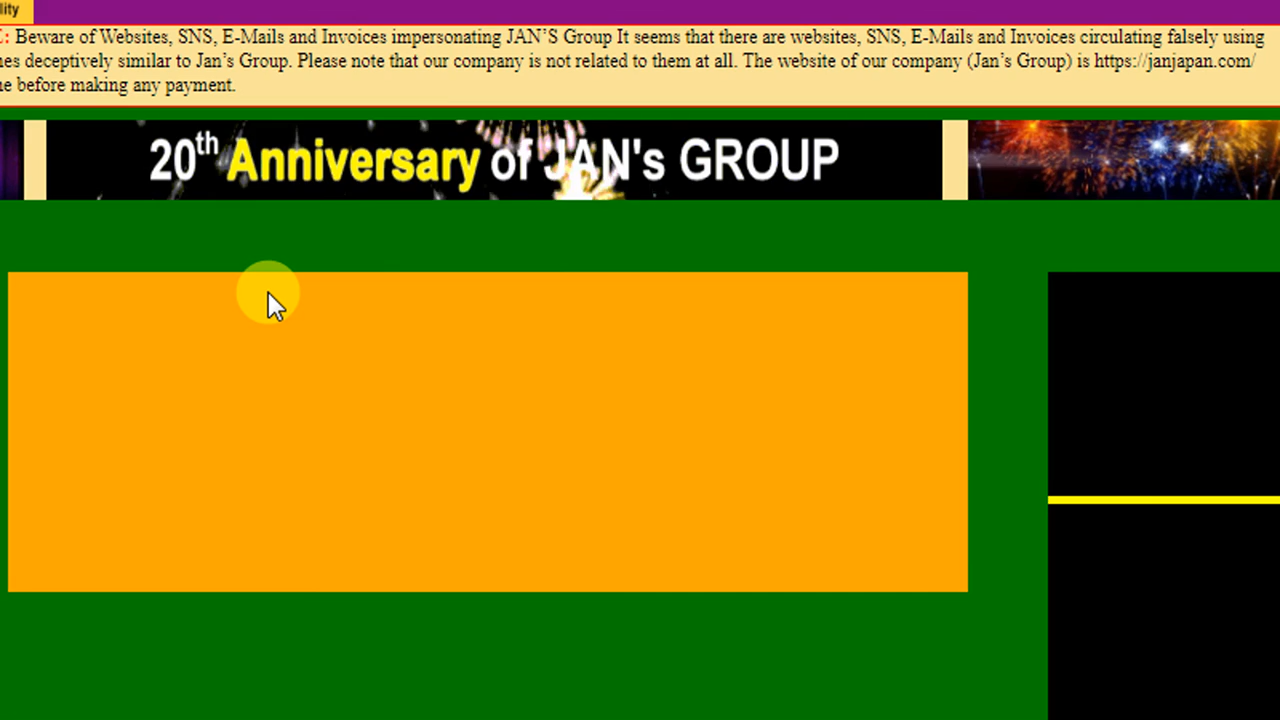 lity
: Beware of Websites, SNS, E-Mails and Invoices impersonating JAN’S Group It seems that there are websites, SNS, E-Mails and Invoices circulating falsely using
es deceptively similar to Jan’s Group. Please note that our company is not related to them at all. The website of our company (Jan’s Group) is https://janjapan.com/
e before making any payment.
20th Anniversary of JAN's GROUP